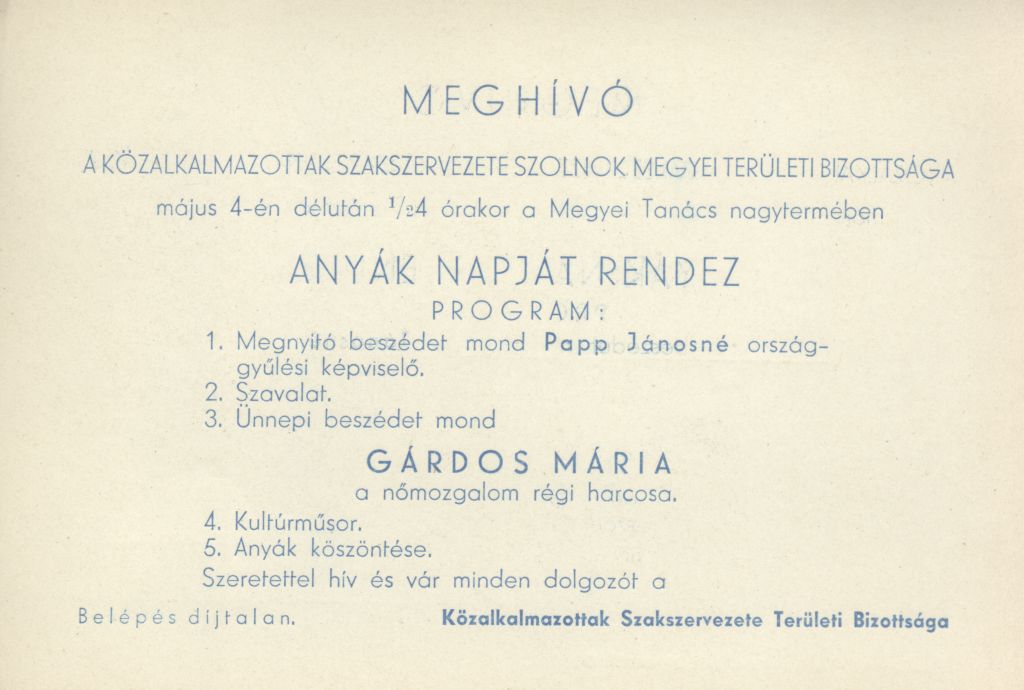 MEGHÍVÓ
A KÖZALKALMAZOTTAK SZAKSZERVEZETE SZOLNOK MEGYEI TERÜLETI BIZOTTSÁGA
május 4-én délután 1/24 órakor a Megyei Tanács nagytermében
ANYÁK NAPJÁT RENDEZ
PROGRAM:
1. Megnyitó beszédet mond Papp Jánosné ország-
gyűlési képviselő.
2. Szavalat.
3. Ünnepi beszédet mond
GÁRDOS MÁRIA
a nőmozgalom régi harcosa.
4. Kultúrműsor.
5. Anyák köszöntése.
Szeretettel hív és vár minden dolgozót a
Belépés díjtalan. Közalkalmazottak Szakszervezete Területi Bizottsága